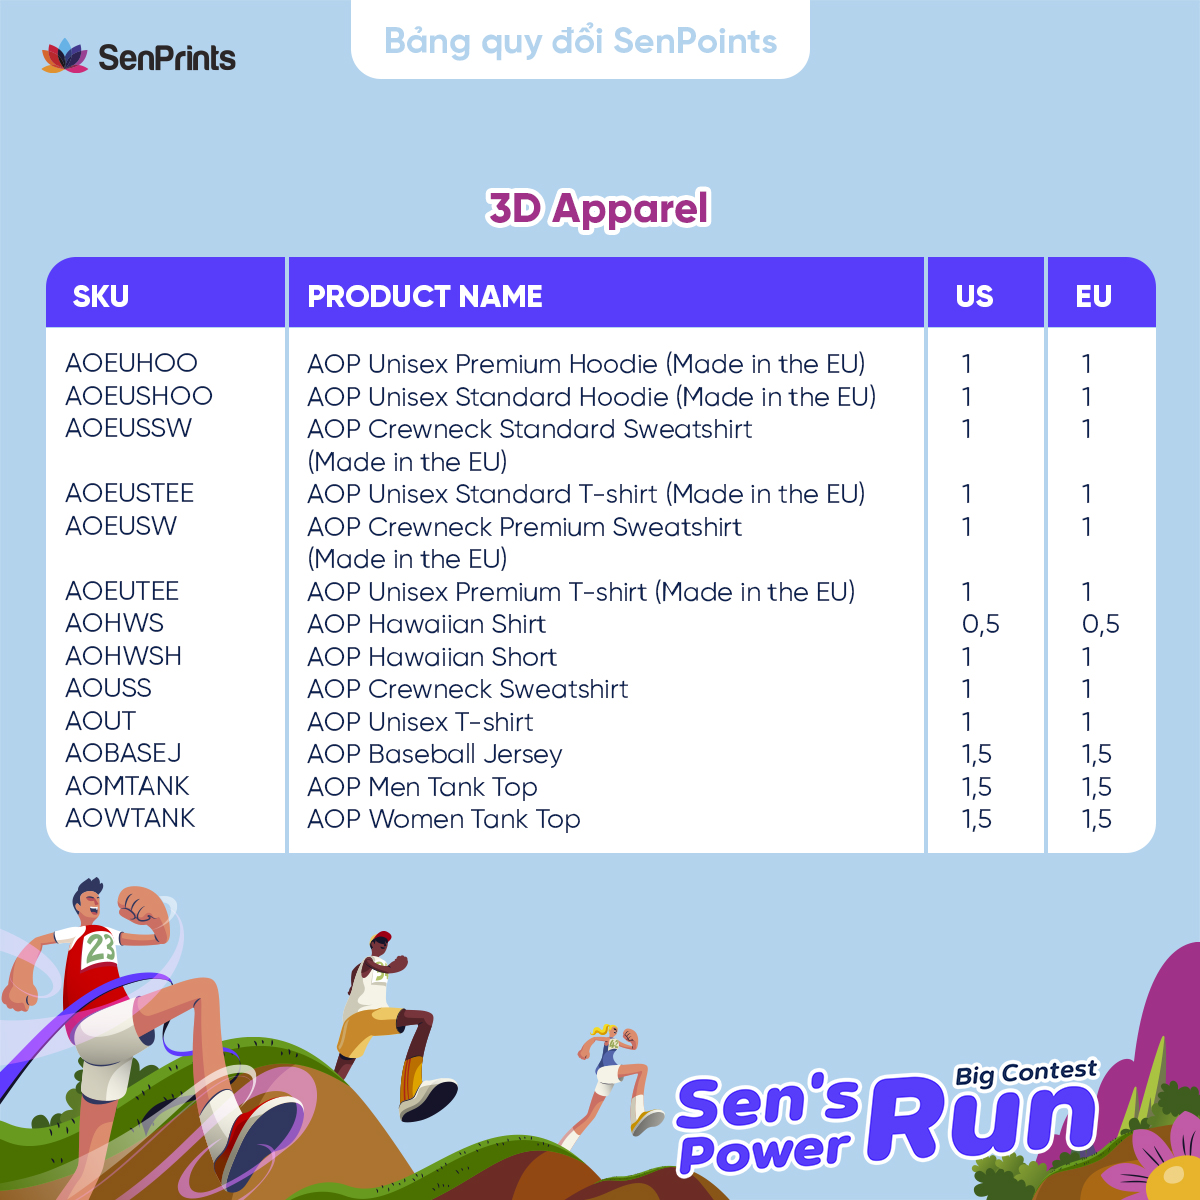 SenPrints
Bảng quy đổi SenPoints
3D Apparel
SKU PRODUCT NAME US EU
AOEUHOO AOP Unisex Premium Hoodie (Made in the EU) 1 1
AOEUSHOO AOP Unisex Standard Hoodie (Made in the EU) 1 1
AOEUSSW AOP Crewneck Standard Sweatshirt 1 1
(Made in the EU)
AOEUSTEE AOP Unisex Standard T-shirt (Made in the EU) 1 1
AOEUSW AOP Crewneck Premium Sweatshirt 1 1
(Made in the EU)
AOEUTEE AOP Unisex Premium T-shirt (Made in the EU) 1 1
AOHWS AOP Hawaiian Shirt 0,5 0,5
AOHWSH AOP Hawaiian Short 1 1
AOUSS AOP Crewneck Sweatshirt 1 1
AOUT AOP Unisex T-shirt 1 1
AOBASEJ AOP Baseball Jersey 1,5 1,5
AOMTANK AOP Men Tank Top 1,5 1,5
AOWTANK AOP Women Tank Top 1,5 1,5
23
Big Contest
Sen's
Power Run